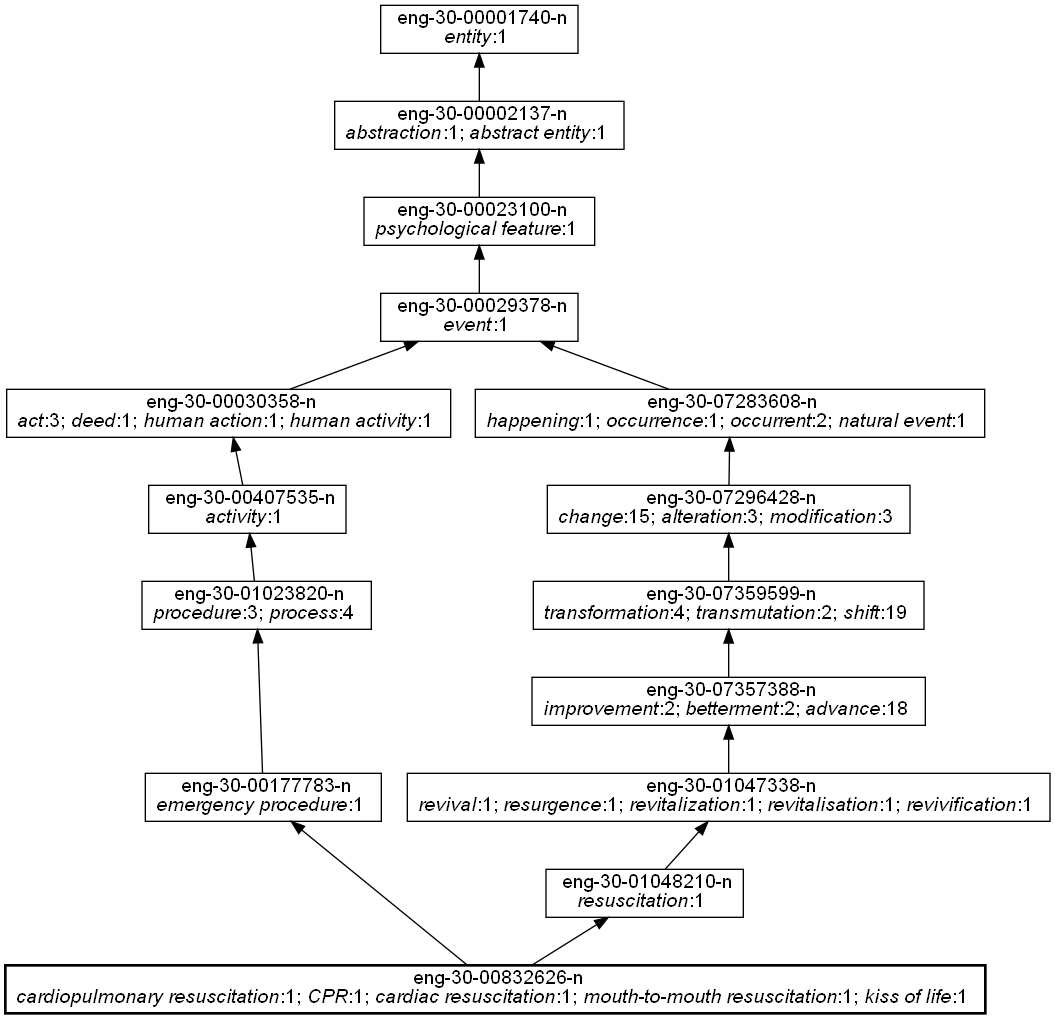 eng-30-00001740-n
entity:1
eng-30-00002137-n
abstraction:1; abstract entity:1
eng-30-00023100-n
psychological feature:1
eng-30-00029378-n
event:1
eng-30-00030358-n
act:3; deed:1; human action:1; human activity:1
eng-30-07283608-n
happening:1; occurrence:1; occurrent:2; natural event:1
eng-30-00407535-n
activity:1
eng-30-07296428-n
change:15; alteration:3; modification:3
eng-30-01023820-n
procedure:3; process:4
eng-30-07359599-n
transformation:4; transmutation:2; shift:19
eng-30-07357388-n
improvement:2; betterment:2; advance:18
eng-30-00177783-n
emergency procedure:1
eng-30-01047338-n
revival:1; resurgence:1; revitalization:1; revitalisation:1; revivification:1
eng-30-01048210-n
resuscitation:1
eng-30-00832626-n
cardiopulmonary resuscitation:1; CPR:1; cardiac resuscitation:1; mouth-to-mouth resuscitation:1; kiss of life:1